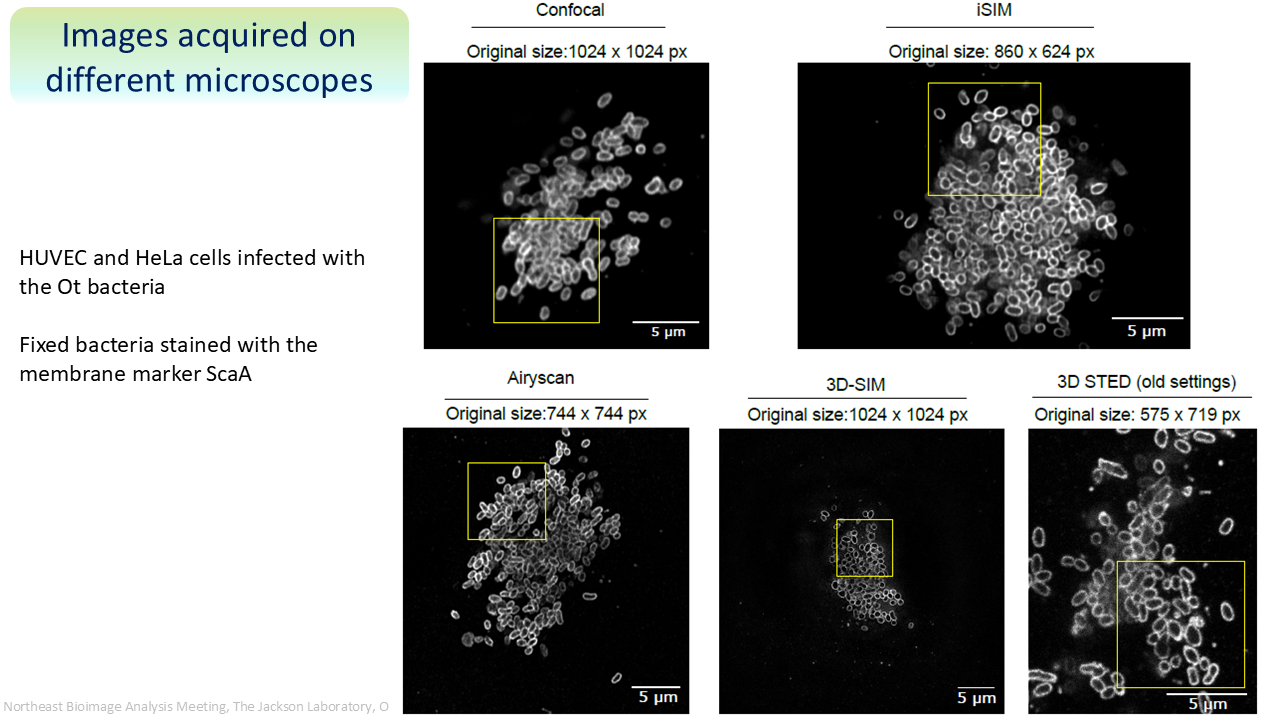 Images acquired on
different microscopes
HUVEC and HeLa cells infected with
the Ot bacteria
Fixed bacteria stained with the
membrane marker ScaA
Confocal
Original size:1024 x 1024 px
5 µm
iSIM
Original size: 860 x 624 px
5 µm
Airyscan
Original size:744 x 744 px
5 µm
3D-SIM
Original size:1024 x 1024 px
5 µm
3D STED (old settings)
Original size: 575 x 719 px
5 µm
Northeast Bioimage Analysis Meeting, The Jackson Laboratory, O